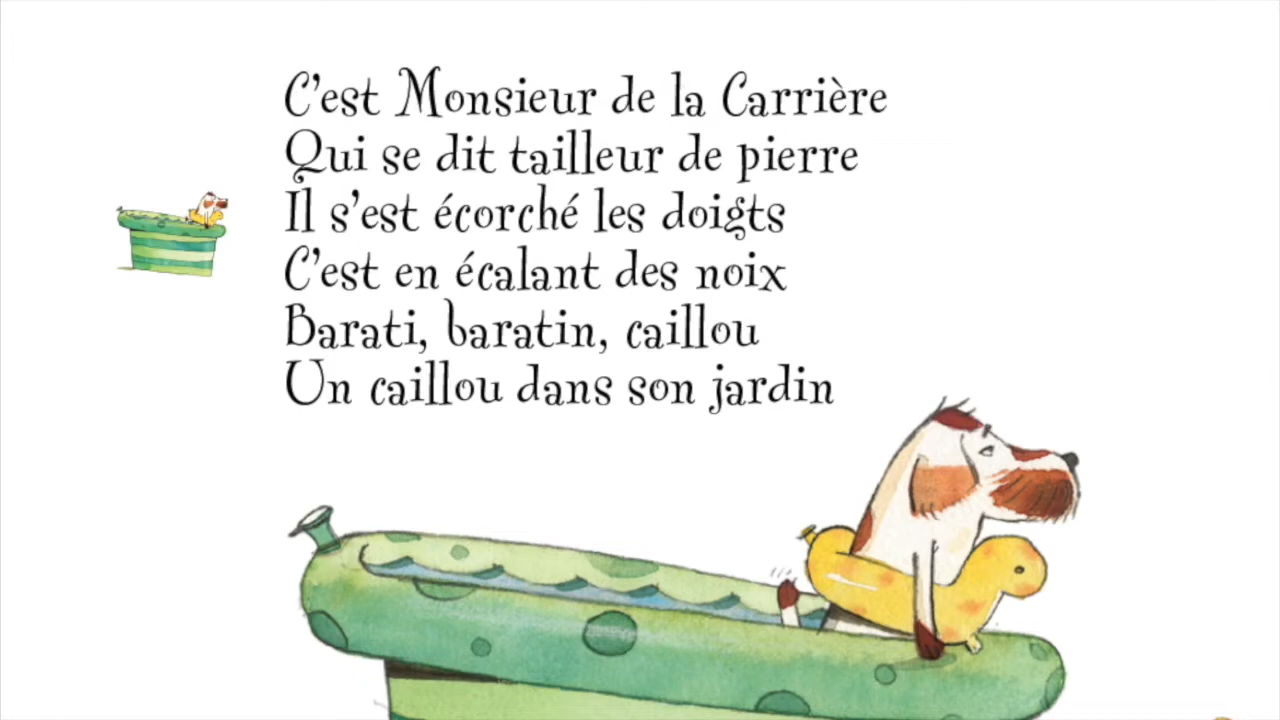 C'est Monsieur de la Carrière
Qui se dit tailleur de pierre
Il s'est écorché les doigts
C'est en écalant des noix
Barati, baratin, caillou
Un caillou dans son jardin